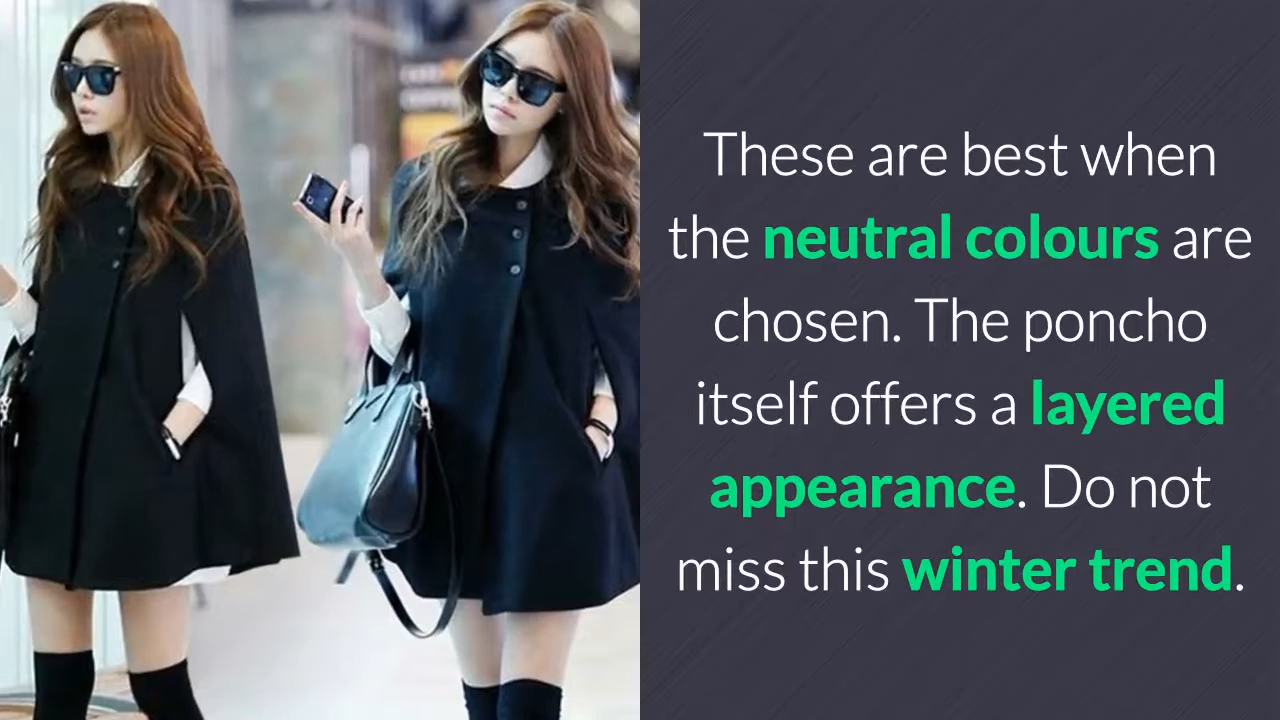 These are best when
the neutral colours are
chosen. The poncho
itself offers a layered
appearance. Do not
miss this winter trend.